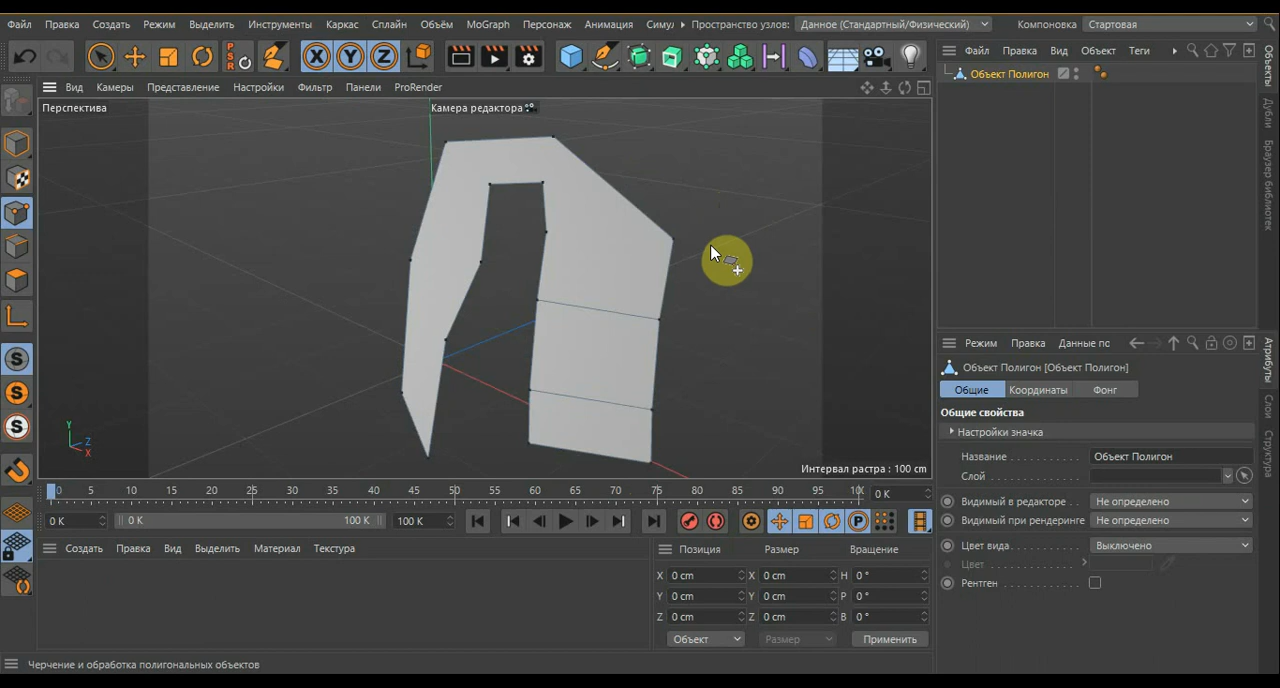 Файл Правка Создать Режим Выделить Инструменты Каркас Сплайн Объём MoGraph Персонаж Анимация Симу Пространство узлов: Данное (Стандартный/Физический) Компоновка Стартовая
PSR X Y Z
Файл Правка Вид Объект Теги
Вид Камеры Представление Настройки Фильтр Панели ProRender
Объект Полигон
Перспектива Камера редактора
Объекты
Дубли
Браузер библиотек
S
S
S
Y
Z
X
Интервал растра : 100 cm
Режим Правка Данные пс
Объект Полигон [Объект Полигон]
Общие Координаты Фонг
Общие свойства
Настройки значка
Название Объект Полигон
Слой
Видимый в редакторе Не определено
Видимый при рендеринге Не определено
Цвет вида Выключено
Цвет
Рентген
Атрибуты
Слои
Структура
0 5 10 15 20 25 30 35 40 45 50 55 60 65 70 75 80 85 90 95 10( 0 K
0 K 0 K 100 K 100 K P
Создать Правка Вид Выделить Материал Текстура
Позиция Размер Вращение
X 0 cm X 0 cm H 0 °
Y 0 cm Y 0 cm P 0 °
Z 0 cm Z 0 cm B 0 °
Объект Размер Применить
Черчение и обработка полигональных объектов